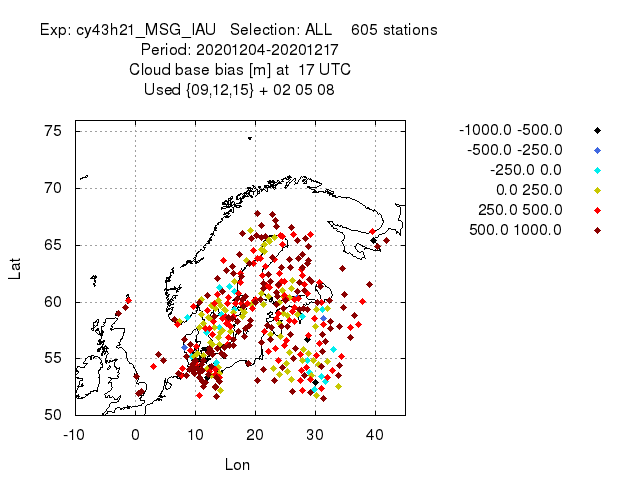 Exp: cy43h21_MSG_IAU   Selection: ALL    605 stations
Period: 20201204-20201217
Cloud base bias [m] at  17 UTC
Used {09,12,15} + 02 05 08
-1000.0 -500.0
-500.0 -250.0
-250.0 0.0
0.0 250.0
250.0 500.0
500.0 1000.0
75
70
65
60
55
50
Lat
-10 0 10 20 30 40
Lon